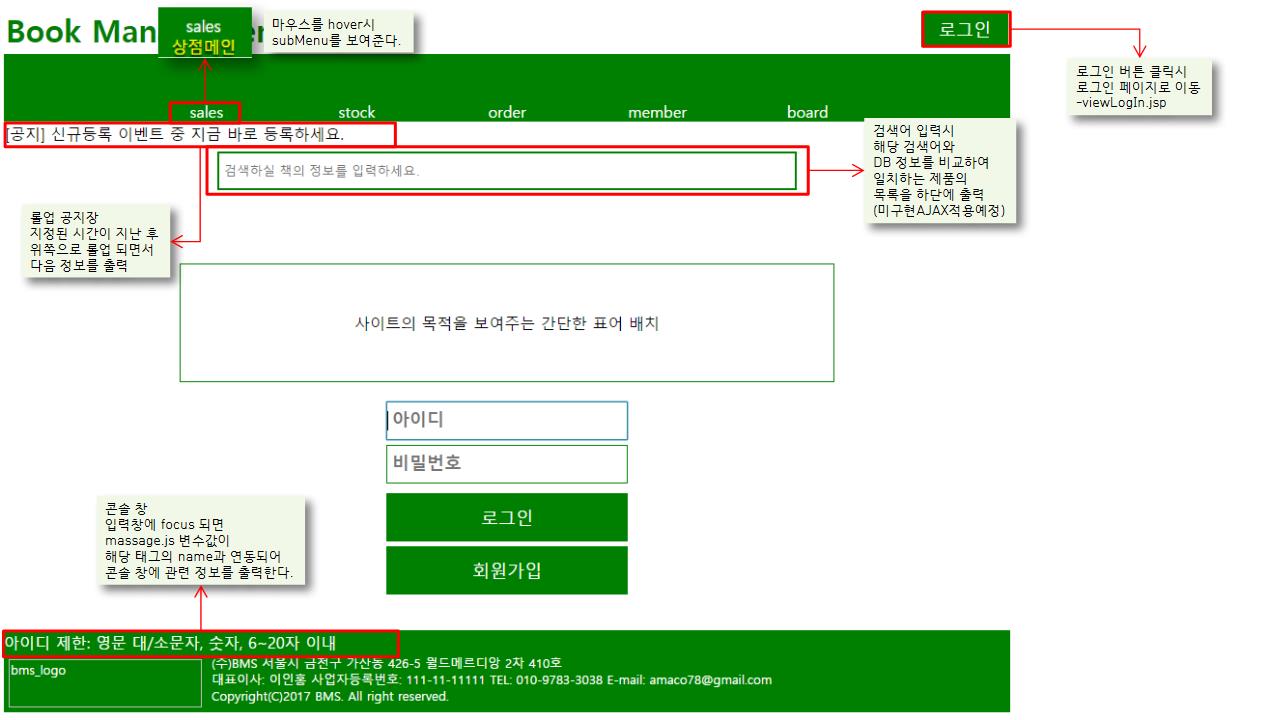 Book Man
sales
상점메인
마우스를 hover시
subMenu를 보여준다.
로그인
로그인 버튼 클릭시
로그인 페이지로 이동
-viewLogIn.jsp
sales stock order member board
[공지] 신규등록 이벤트 중 지금 바로 등록하세요.
검색하실 책의 정보를 입력하세요.
검색어 입력시
해당 검색어와
DB 정보를 비교하여
일치하는 제품의
목록을 하단에 출력
(미구현AJAX적용예정)
롤업 공지장
지정된 시간이 지난 후
위쪽으로 롤업 되면서
다음 정보를 출력
사이트의 목적을 보여주는 간단한 표어 배치
아이디
비밀번호
로그인
회원가입
콘솔 창
입력창에 focus 되면
massage.js 변수값이
해당 태그의 name과 연동되어
콘솔 창에 관련 정보를 출력한다.
아이디 제한: 영문 대/소문자, 숫자, 6~20자 이내
bms_logo
(주)BMS 서울시 금천구 가산동 426-5 월드메르디앙 2차 410호
대표이사: 이인홈 사업자등록번호: 111-11-11111 TEL: 010-9783-3038 E-mail: amaco78@gmail.com
Copyright(C)2017 BMS. All right reserved.